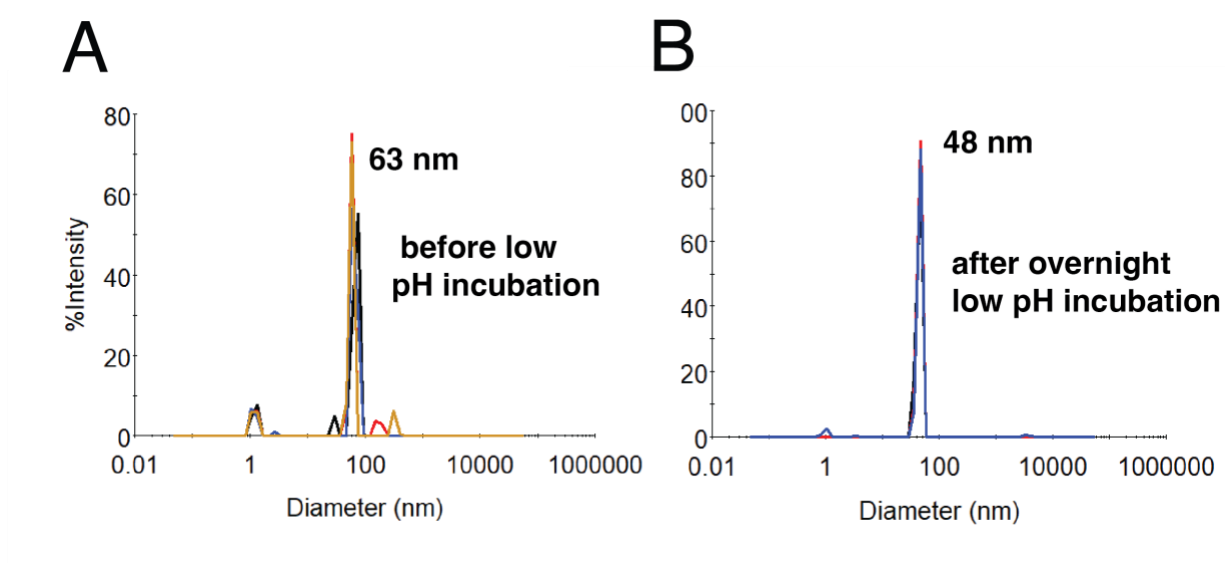 A
B
80
60
40
20
0
%Intensity
63 nm
before low
pH incubation
0.01
1
100
10000
1000000
Diameter (nm)
00
80
60
40
20
0
48 nm
after overnight
low pH incubation
0.01
1
100
10000
1000000
Diameter (nm)